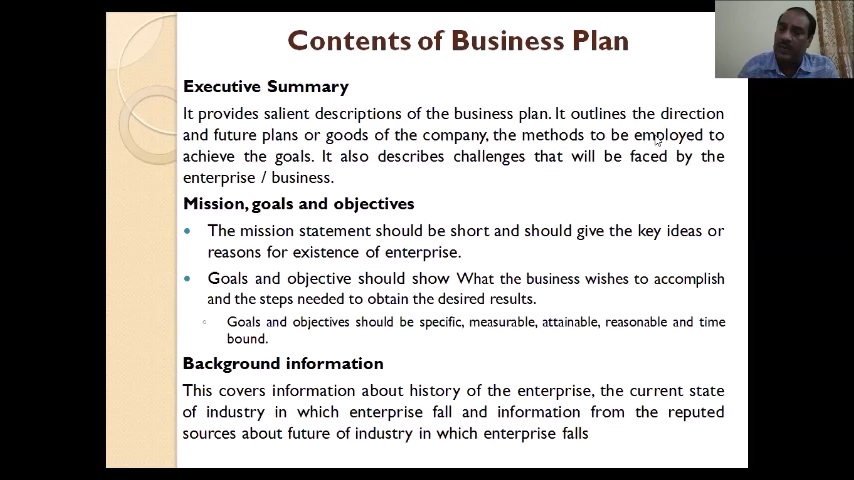 Contents of Business Plan
Executive Summary
It provides salient descriptions of the business plan. It outlines the direction
and future plans or goods of the company, the methods to be employed to
achieve the goals. It also describes challenges that will be faced by the
enterprise / business.
Mission, goals and objectives
• The mission statement should be short and should give the key ideas or
reasons for existence of enterprise.
• Goals and objective should show What the business wishes to accomplish
and the steps needed to obtain the desired results.
◦ Goals and objectives should be specific, measurable, attainable, reasonable and time
bound.
Background information
This covers information about history of the enterprise, the current state
of industry in which enterprise fall and information from the reputed
sources about future of industry in which enterprise falls